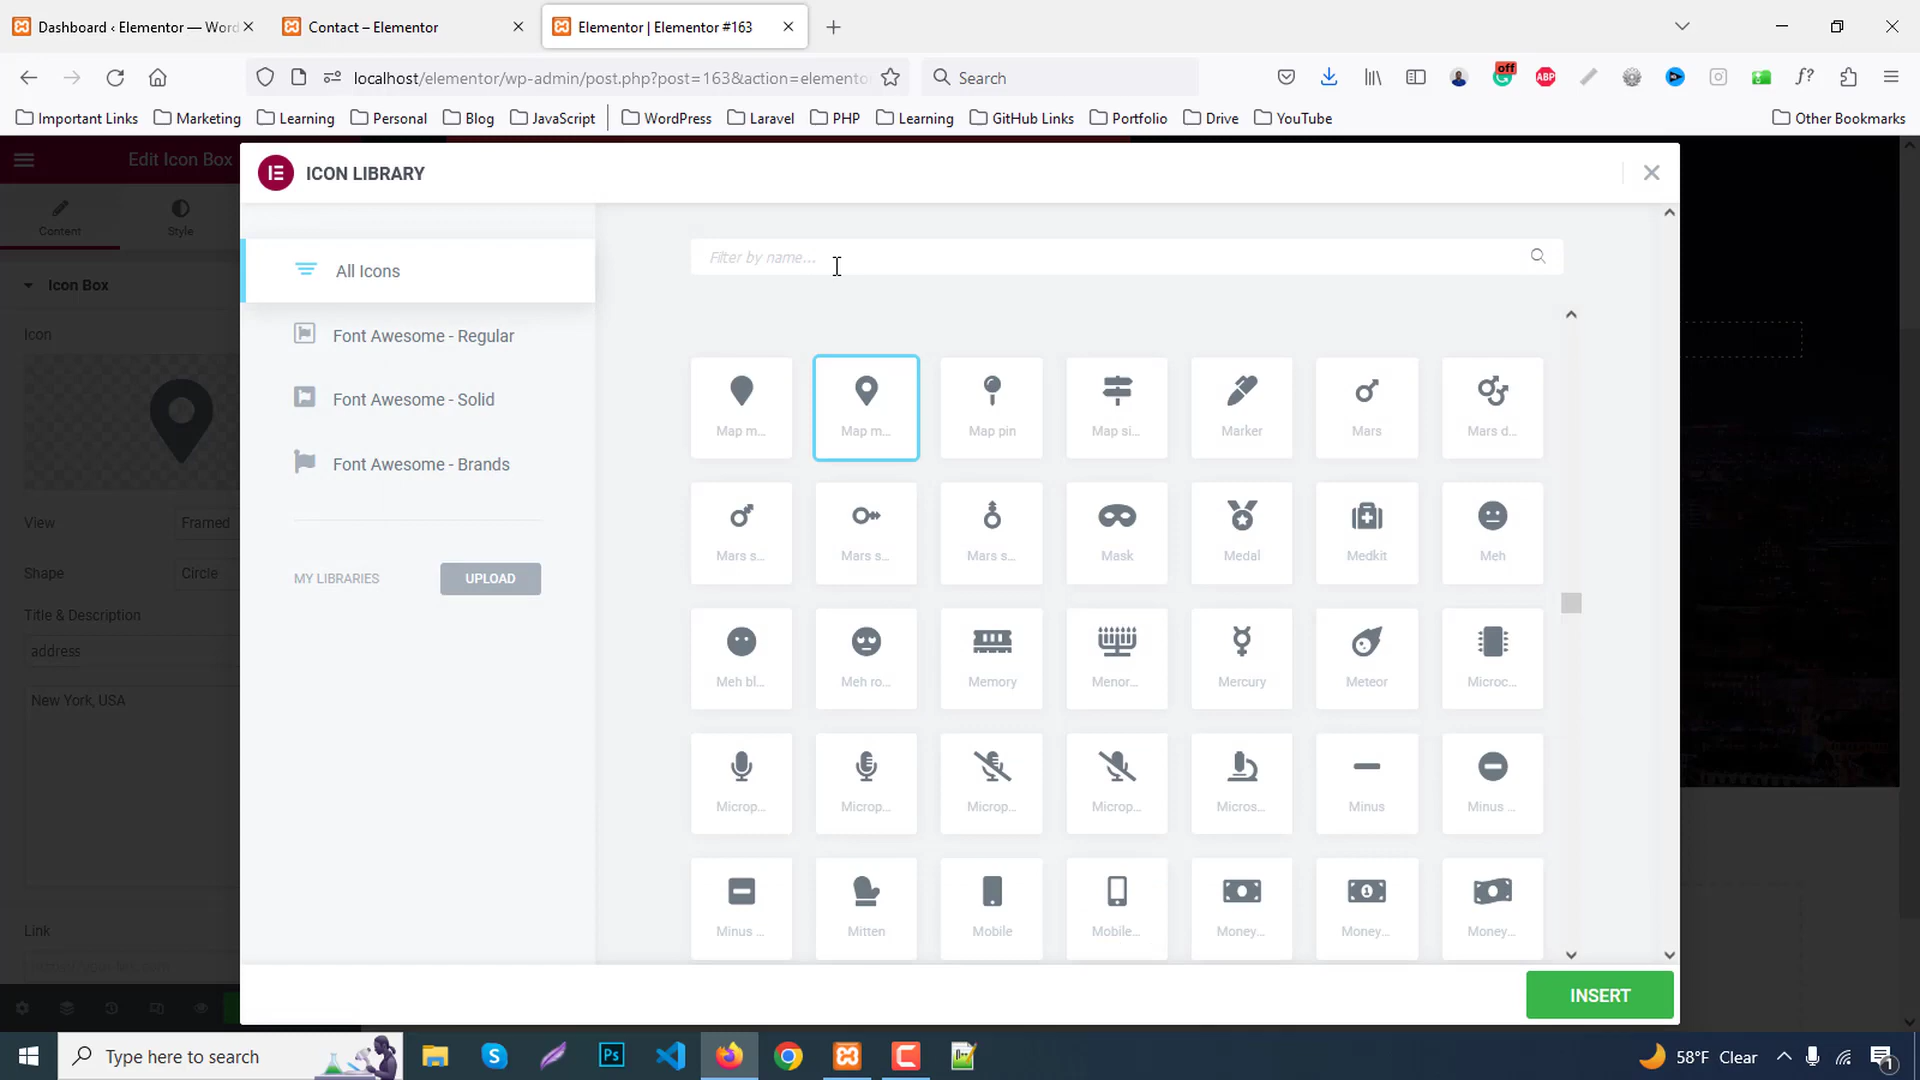 Dashboard ‹ Elementor — Word
Contact – Elementor
Elementor | Elementor #163
localhost/elementor/wp-admin/post.php?post=163&action=elemento
Search
off
ABP
f?
Important Links
Marketing
Learning
Personal
Blog
JavaScript
WordPress
Laravel
PHP
Learning
GitHub Links
Portfolio
Drive
YouTube
Other Bookmarks
Edit Icon Box
Content
Style
Icon Box
Icon
View
Framed
Shape
Circle
Title & Description
address
New York, USA
Link
ICON LIBRARY
All Icons
Font Awesome - Regular
Font Awesome - Solid
Font Awesome - Brands
MY LIBRARIES
UPLOAD
Filter by name...
Map m...
Map m...
Map pin
Map si...
Marker
Mars
Mars d...
Mars s...
Mars s...
Mars s...
Mask
Medal
Medkit
Meh
Meh bl...
Meh ro...
Memory
Menor...
Mercury
Meteor
Microc...
Microp...
Microp...
Microp...
Microp...
Micros...
Minus
Minus ...
Minus ...
Mitten
Mobile
Mobile...
Money...
Money...
Money...
INSERT
Type here to search
Ps
58°F Clear
1